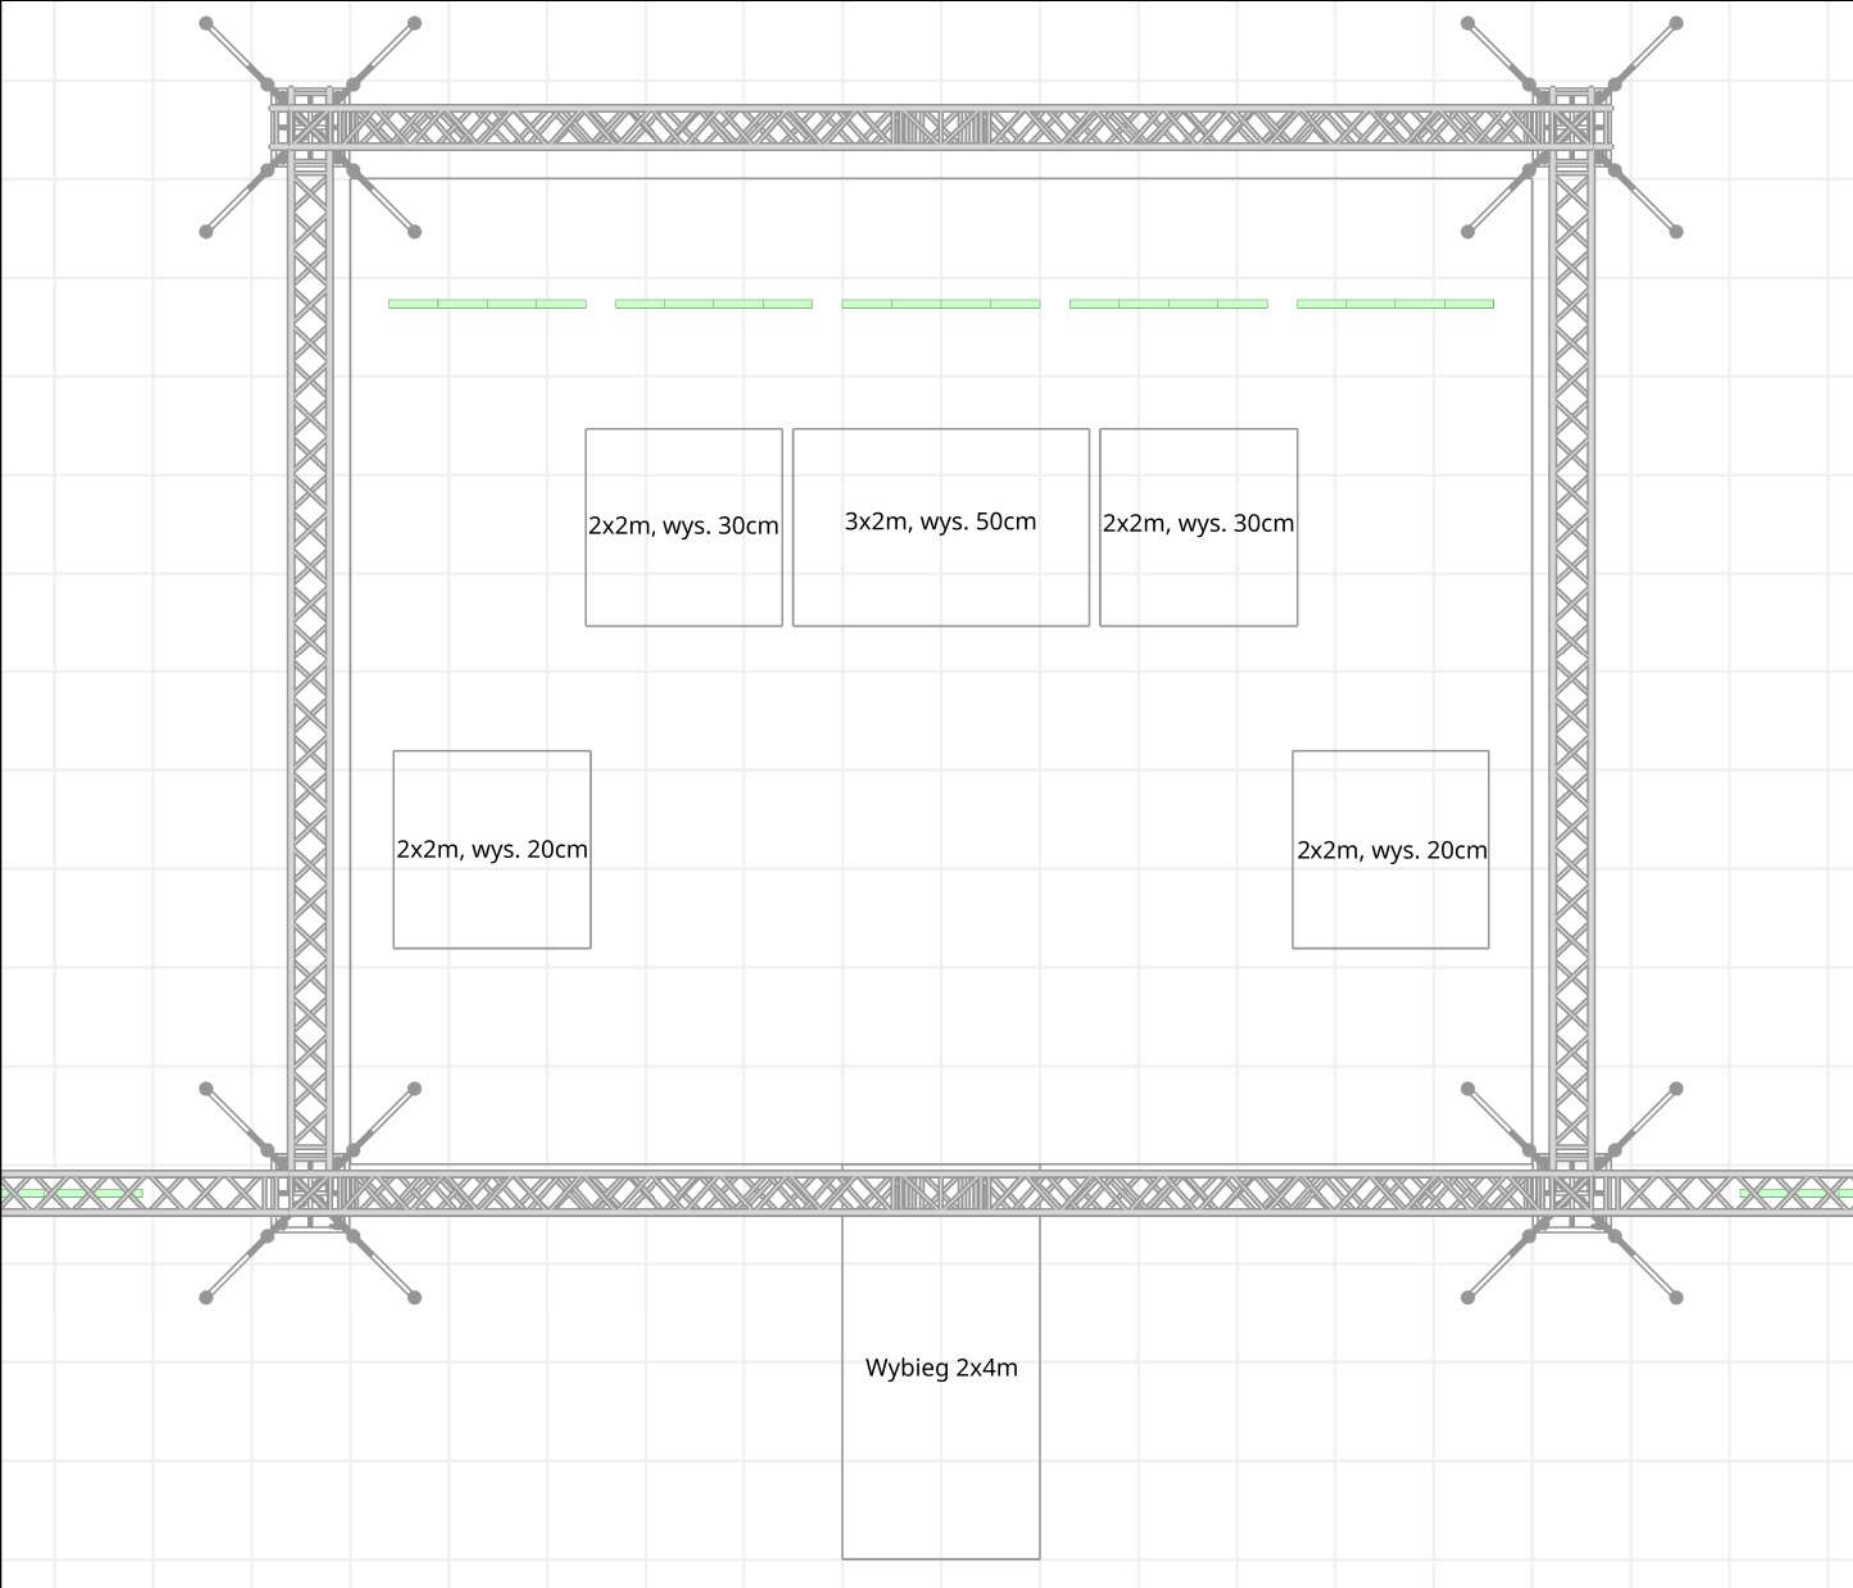 2x2m, wys. 30cm
3x2m, wys. 50cm
2x2m, wys. 30cm
2x2m, wys. 20cm
2x2m, wys. 20cm
Wybieg 2x4m